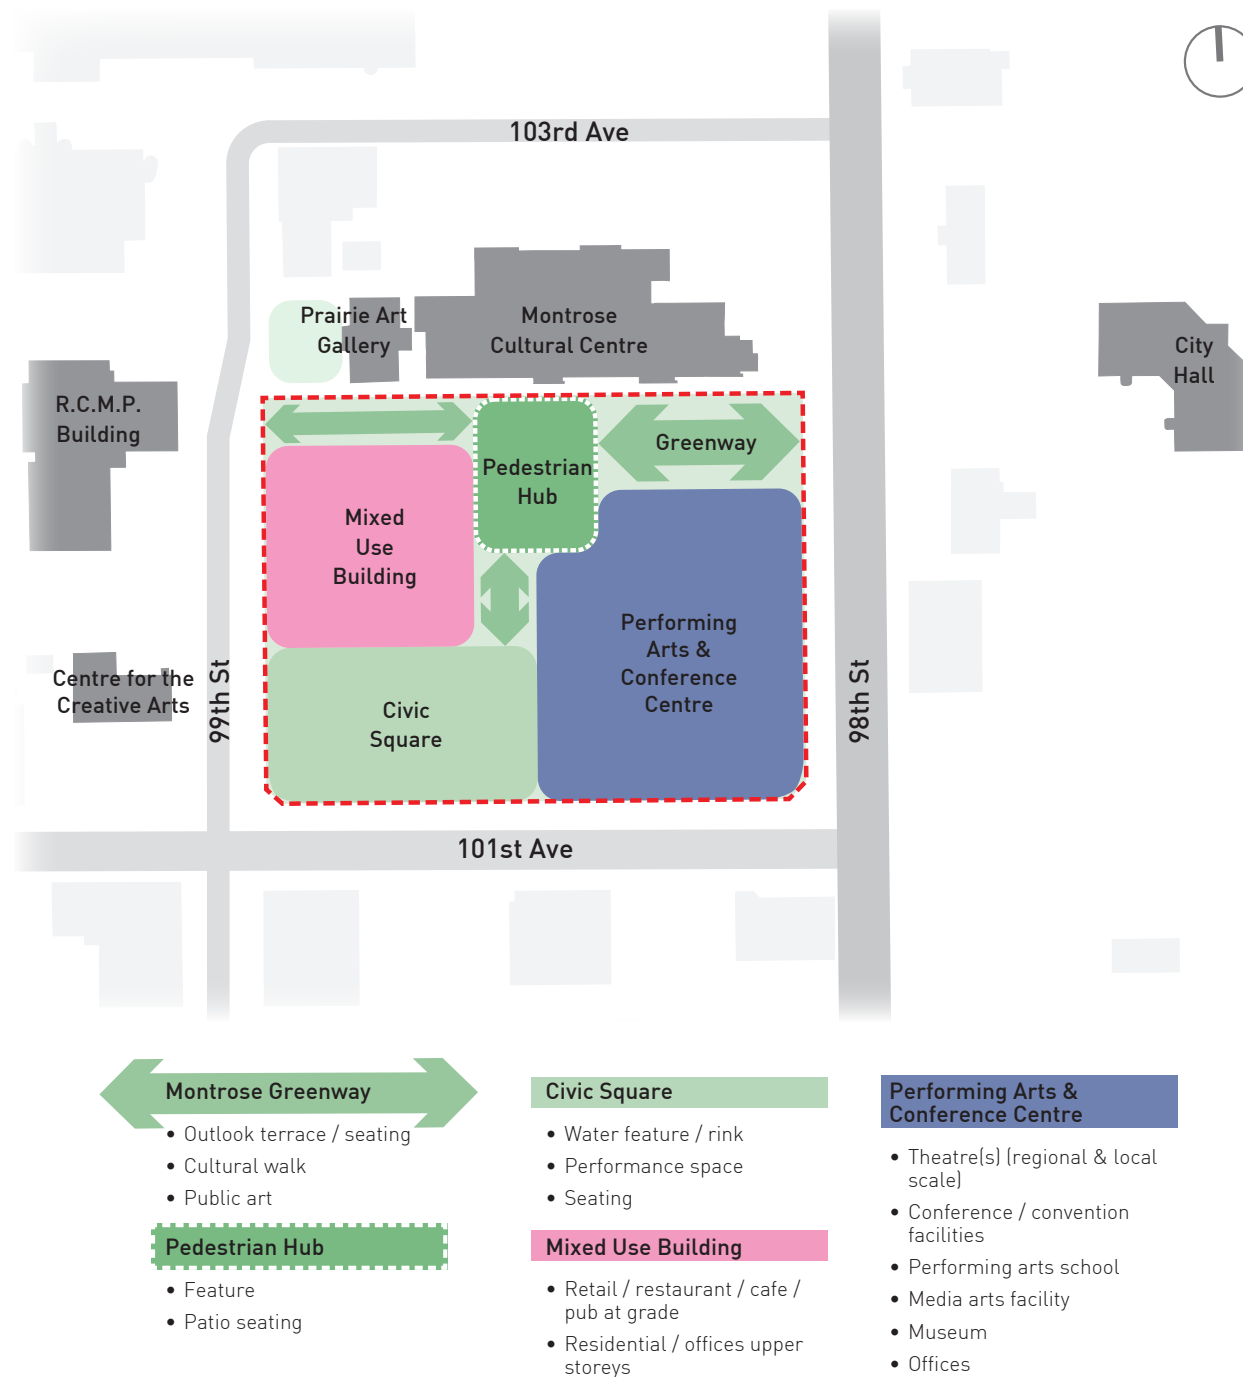 103rd Ave
Prairie Art
Gallery
Montrose
Cultural Centre
City
Hall
R.C.M.P.
Building
Greenway
Pedestrian
Hub
Mixed
Use
Building
Performing
Arts &
Conference
Centre
Centre for the
Creative Arts
99th St
98th St
Civic
Square
101st Ave
Montrose Greenway
• Outlook terrace / seating
• Cultural walk
• Public art
Pedestrian Hub
• Feature
• Patio seating
Civic Square
• Water feature / rink
• Performance space
• Seating
Mixed Use Building
• Retail / restaurant / cafe /
pub at grade
• Residential / offices upper
storeys
Performing Arts &
Conference Centre
• Theatre(s) (regional & local
scale)
• Conference / convention
facilities
• Performing arts school
• Media arts facility
• Museum
• Offices